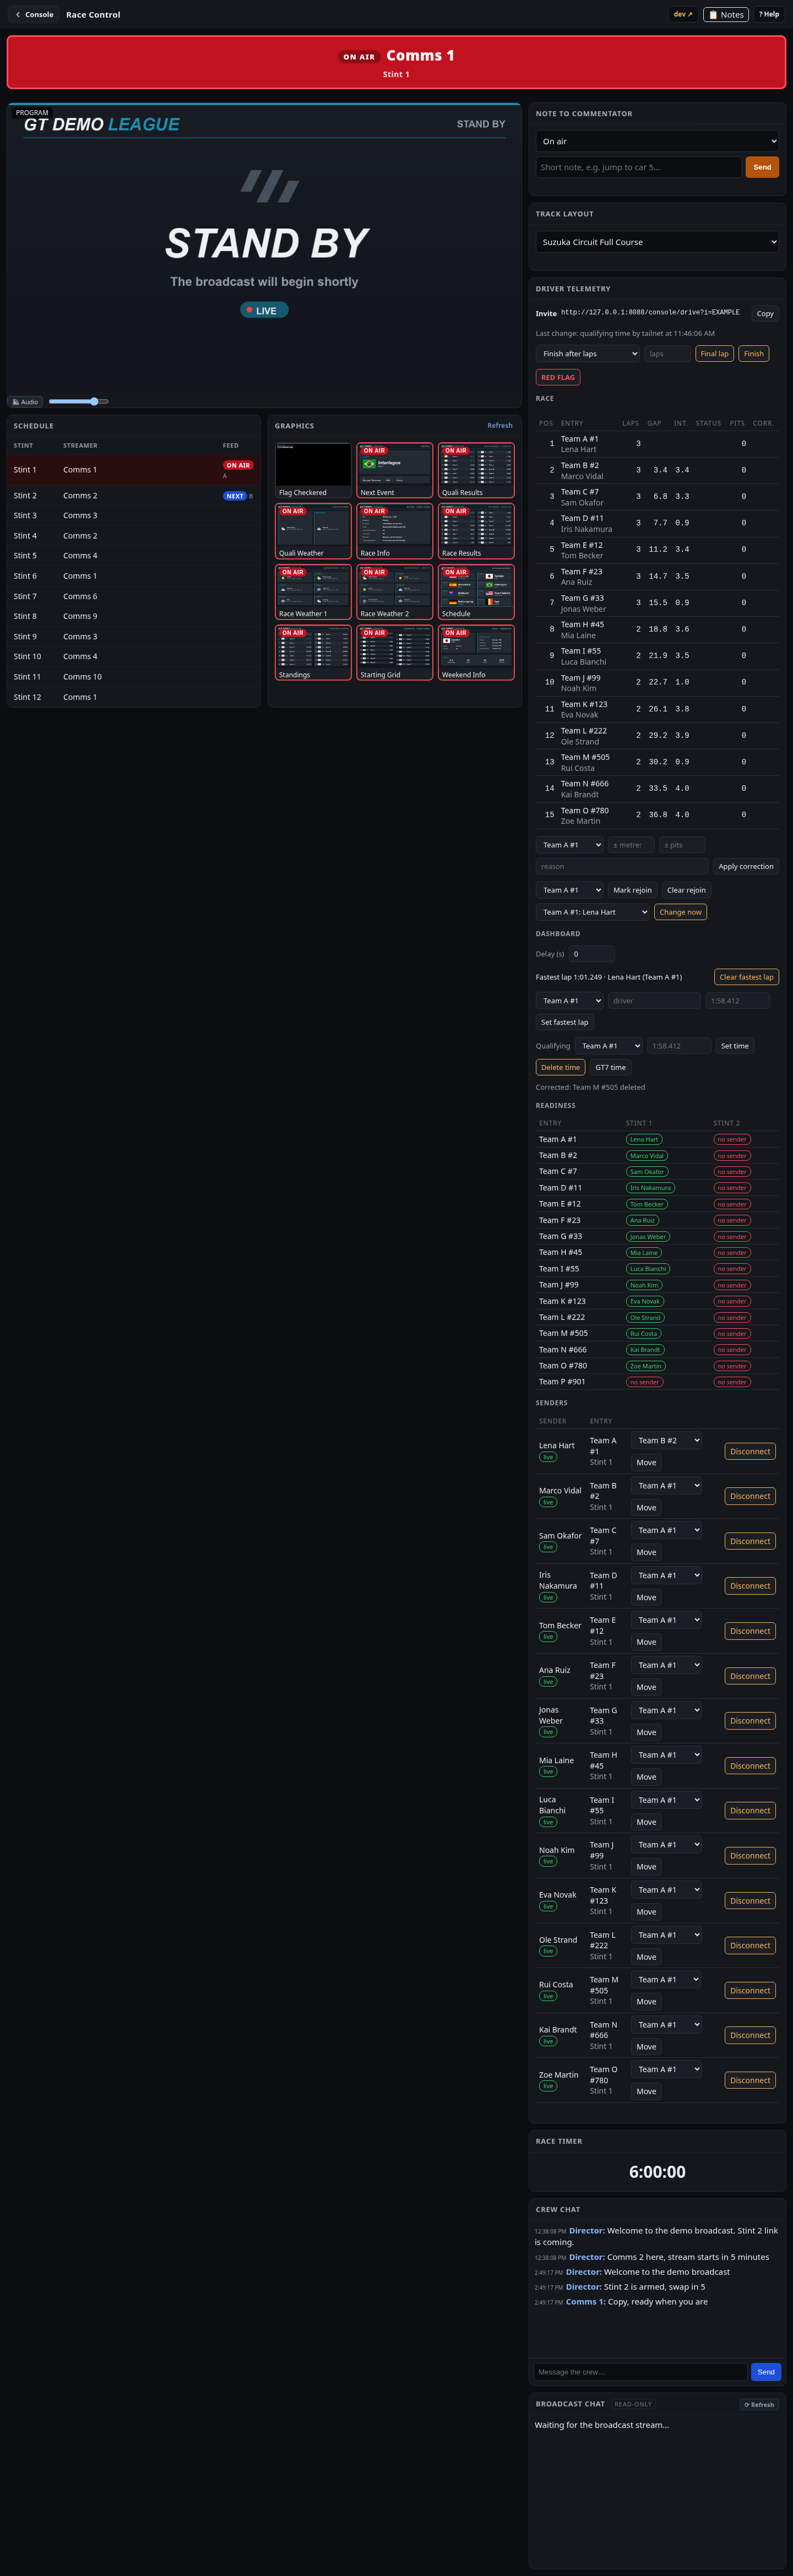 Console
Race Control
dev ↗
📋 Notes
? Help
ON AIR Comms 1
Stint 1
PROGRAM
GT DEMO LEAGUE
STAND BY
STAND BY
The broadcast will begin shortly
LIVE
Audio
SCHEDULE
STINT STREAMER FEED
Stint 1 Comms 1 ON AIR A
Stint 2 Comms 2 NEXT B
Stint 3 Comms 3
Stint 4 Comms 2
Stint 5 Comms 4
Stint 6 Comms 1
Stint 7 Comms 6
Stint 8 Comms 9
Stint 9 Comms 3
Stint 10 Comms 4
Stint 11 Comms 10
Stint 12 Comms 1
GRAPHICS Refresh
Flag Checkered
ON AIR Next Event
ON AIR Quali Results
ON AIR Quali Weather
ON AIR Race Info
ON AIR Race Results
ON AIR Race Weather 1
ON AIR Race Weather 2
ON AIR Schedule
ON AIR Standings
ON AIR Starting Grid
ON AIR Weekend Info
NOTE TO COMMENTATOR
On air
Short note, e.g. jump to car 5...
Send
TRACK LAYOUT
Suzuka Circuit Full Course
DRIVER TELEMETRY
Invite http://127.0.0.1:8088/console/drive?i=EXAMPLE Copy
Last change: qualifying time by tailnet at 11:46:06 AM
Finish after laps laps Final lap Finish
RED FLAG
RACE
POS ENTRY LAPS GAP INT. STATUS PITS CORR.
1 Team A #1 3 0
Lena Hart
2 Team B #2 3 3.4 3.4 0
Marco Vidal
3 Team C #7 3 6.8 3.3 0
Sam Okafor
4 Team D #11 3 7.7 0.9 0
Iris Nakamura
5 Team E #12 3 11.2 3.4 0
Tom Becker
6 Team F #23 3 14.7 3.5 0
Ana Ruiz
7 Team G #33 3 15.5 0.9 0
Jonas Weber
8 Team H #45 2 18.8 3.6 0
Mia Laine
9 Team I #55 2 21.9 3.5 0
Luca Bianchi
10 Team J #99 2 22.7 1.0 0
Noah Kim
11 Team K #123 2 26.1 3.8 0
Eva Novak
12 Team L #222 2 29.2 3.9 0
Ole Strand
13 Team M #505 2 30.2 0.9 0
Rui Costa
14 Team N #666 2 33.5 4.0 0
Kai Brandt
15 Team O #780 2 36.8 4.0 0
Zoe Martin
Team A #1 ± metre: ± pits
reason Apply correction
Team A #1 Mark rejoin Clear rejoin
Team A #1: Lena Hart Change now
DASHBOARD
Delay (s) 0
Fastest lap 1:01.249 · Lena Hart (Team A #1) Clear fastest lap
Team A #1 driver 1:58.412
Set fastest lap
Qualifying Team A #1 1:58.412 Set time
Delete time GT7 time
Corrected: Team M #505 deleted
READINESS
ENTRY STINT 1 STINT 2
Team A #1 Lena Hart no sender
Team B #2 Marco Vidal no sender
Team C #7 Sam Okafor no sender
Team D #11 Iris Nakamura no sender
Team E #12 Tom Becker no sender
Team F #23 Ana Ruiz no sender
Team G #33 Jonas Weber no sender
Team H #45 Mia Laine no sender
Team I #55 Luca Bianchi no sender
Team J #99 Noah Kim no sender
Team K #123 Eva Novak no sender
Team L #222 Ole Strand no sender
Team M #505 Rui Costa no sender
Team N #666 Kai Brandt no sender
Team O #780 Zoe Martin no sender
Team P #901 no sender no sender
SENDERS
SENDER ENTRY
Lena Hart live Team A #1 Stint 1 Team B #2 Move Disconnect
Marco Vidal live Team B #2 Stint 1 Team A #1 Move Disconnect
Sam Okafor live Team C #7 Stint 1 Team A #1 Move Disconnect
Iris Nakamura live Team D #11 Stint 1 Team A #1 Move Disconnect
Tom Becker live Team E #12 Stint 1 Team A #1 Move Disconnect
Ana Ruiz live Team F #23 Stint 1 Team A #1 Move Disconnect
Jonas Weber live Team G #33 Stint 1 Team A #1 Move Disconnect
Mia Laine live Team H #45 Stint 1 Team A #1 Move Disconnect
Luca Bianchi live Team I #55 Stint 1 Team A #1 Move Disconnect
Noah Kim live Team J #99 Stint 1 Team A #1 Move Disconnect
Eva Novak live Team K #123 Stint 1 Team A #1 Move Disconnect
Ole Strand live Team L #222 Stint 1 Team A #1 Move Disconnect
Rui Costa live Team M #505 Stint 1 Team A #1 Move Disconnect
Kai Brandt live Team N #666 Stint 1 Team A #1 Move Disconnect
Zoe Martin live Team O #780 Stint 1 Team A #1 Move Disconnect
RACE TIMER
6:00:00
CREW CHAT
12:38:08 PM Director: Welcome to the demo broadcast. Stint 2 link
is coming.
12:38:08 PM Director: Comms 2 here, stream starts in 5 minutes
2:49:17 PM Director: Welcome to the demo broadcast
2:49:17 PM Director: Stint 2 is armed, swap in 5
2:49:17 PM Comms 1: Copy, ready when you are
Message the crew... Send
BROADCAST CHAT READ-ONLY ⟳ Refresh
Waiting for the broadcast stream...